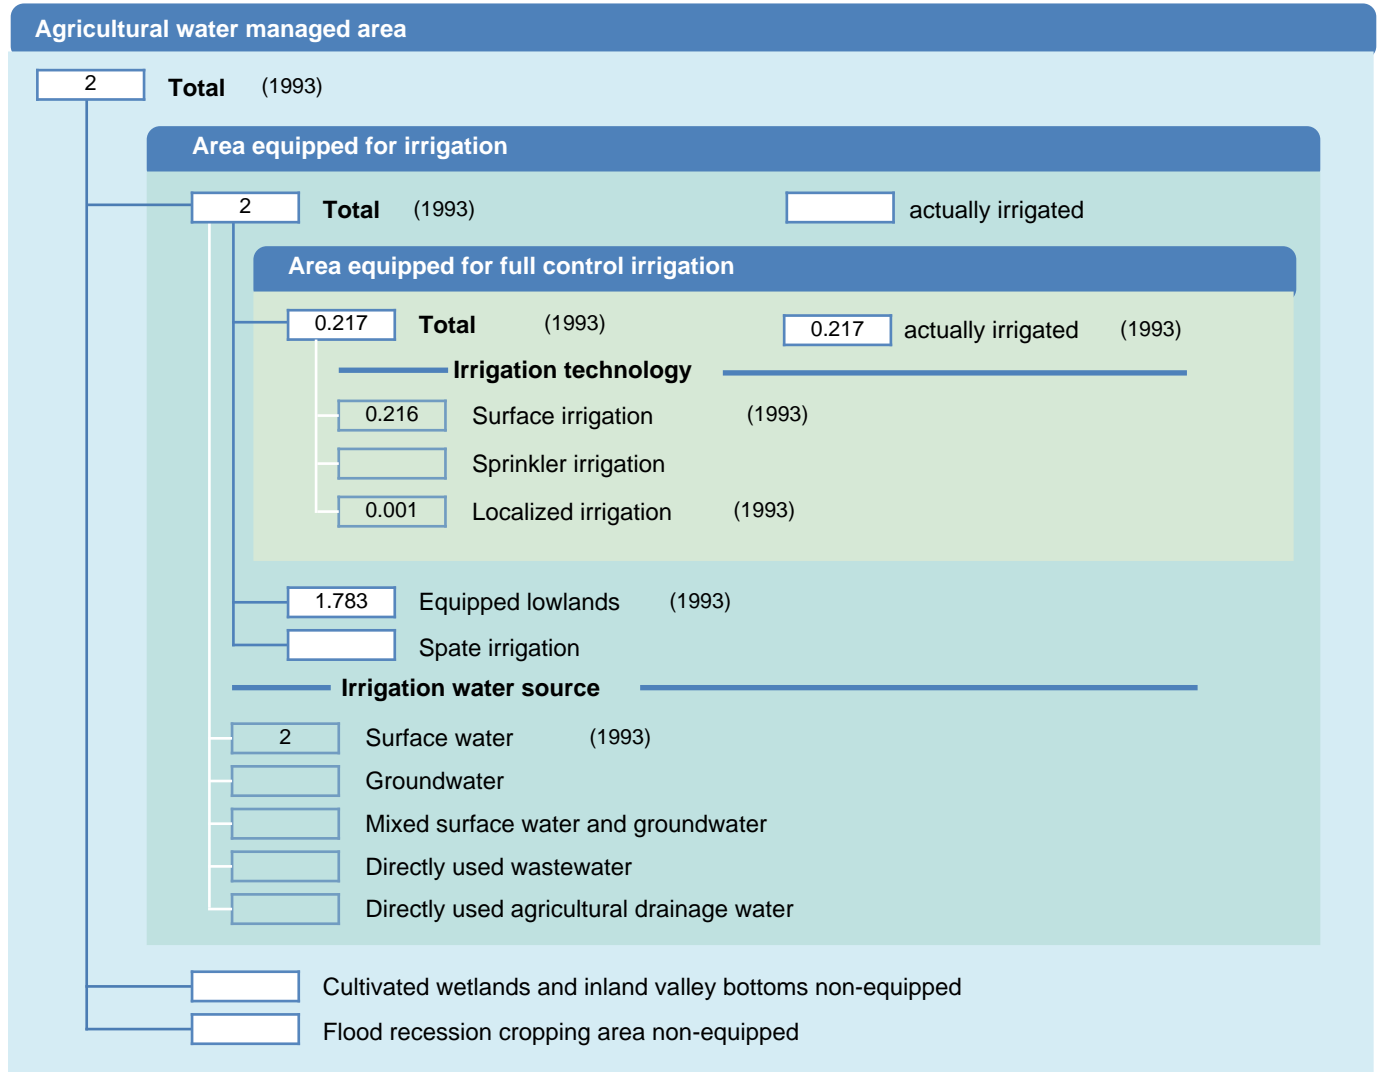 Agricultural water managed area
2 Total (1993)
Area equipped for irrigation
2 Total (1993) actually irrigated
Area equipped for full control irrigation
0.217 Total (1993) 0.217 actually irrigated (1993)
Irrigation technology
0.216 Surface irrigation (1993)
Sprinkler irrigation
0.001 Localized irrigation (1993)
1.783 Equipped lowlands (1993)
Spate irrigation
Irrigation water source
2 Surface water (1993)
Groundwater
Mixed surface water and groundwater
Directly used wastewater
Directly used agricultural drainage water
Cultivated wetlands and inland valley bottoms non-equipped
Flood recession cropping area non-equipped